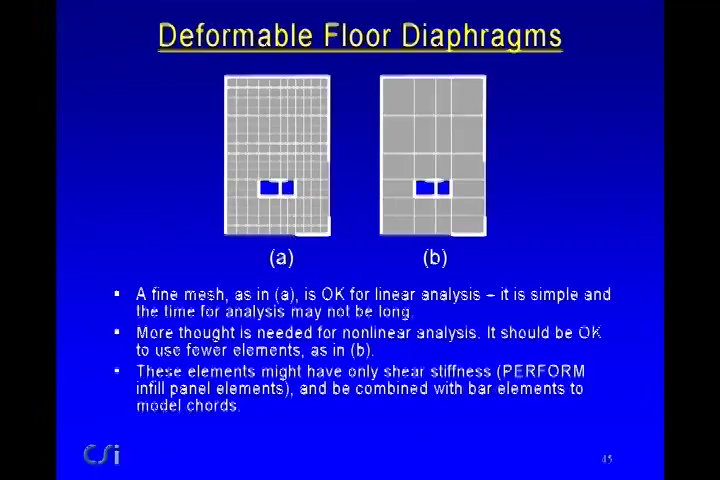 Deformable Floor Diaphragms
(a) (b)
▪ A fine mesh, as in (a), is OK for linear analysis – it is simple and
the time for analysis may not be long.
▪ More thought is needed for nonlinear analysis. It should be OK
to use fewer elements, as in (b).
▪ These elements might have only shear stiffness (PERFORM
infill panel elements), and be combined with bar elements to
model chords.
CSi
45